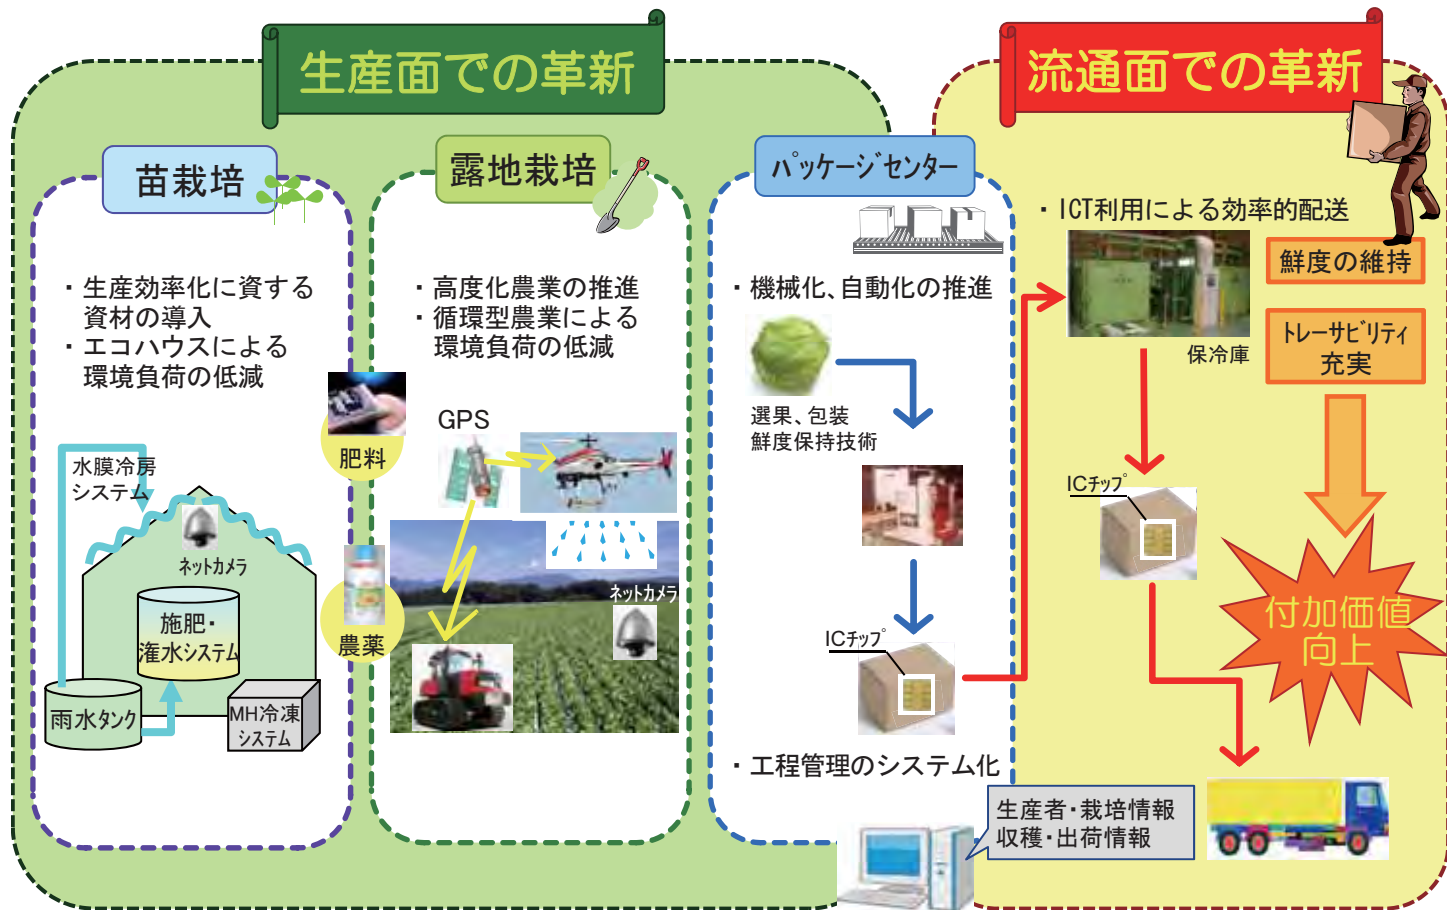 生産面での革新
流通面での革新
苗栽培
・生産効率化に資する
資材の導入
・エコハウスによる
環境負荷の低減
水膜冷房
システム
ネットカメラ
施肥・
潅水システム
雨水タンク
MH冷凍
システム
肥料
農薬
露地栽培
・高度化農業の推進
・循環型農業による
環境負荷の低減
GPS
ネットカメラ
パッケージセンター
・機械化、自動化の推進
選果、包装
鮮度保持技術
ICチップ
・工程管理のシステム化
生産者・栽培情報
収穫・出荷情報
・ICT利用による効率的配送
保冷庫
ICチップ
鮮度の維持
トレーサビリティ
充実
付加価値
向上